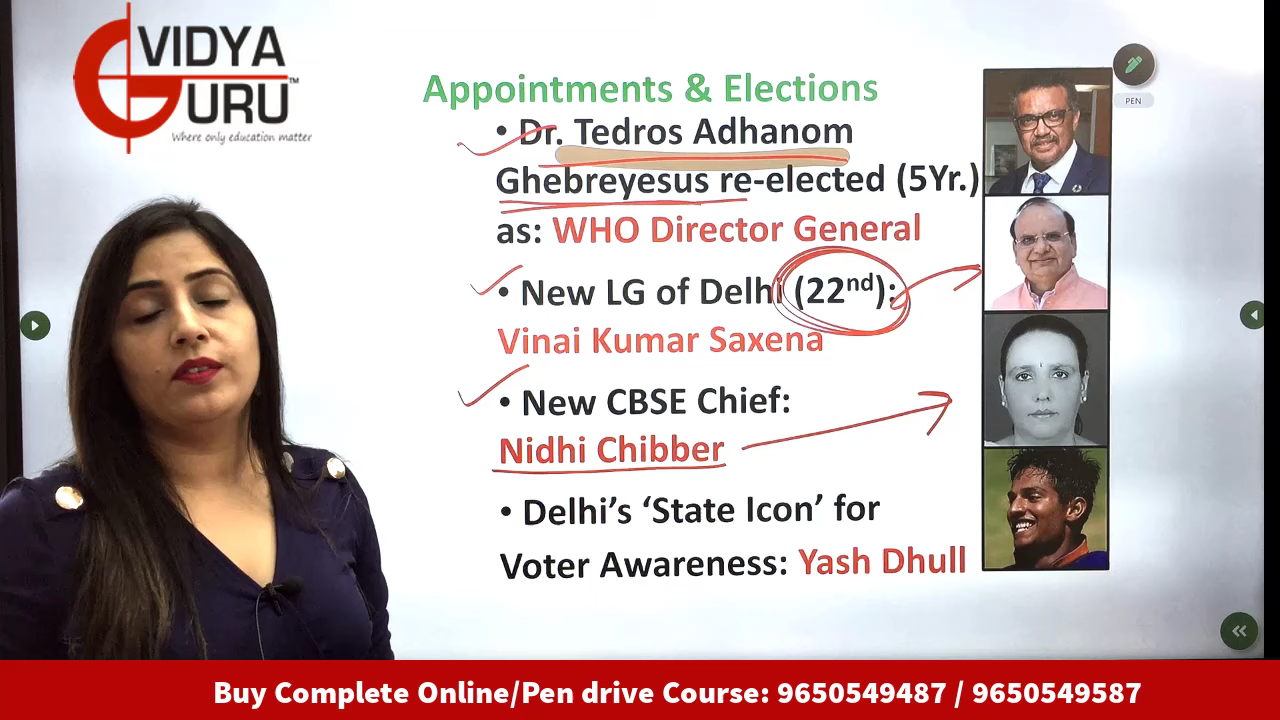 VIDYA
GURU™
Where only education matter
Appointments & Elections
• Dr. Tedros Adhanom
Ghebreyesus re-elected (5Yr.)
as: WHO Director General
• New LG of Delhi (22nd):
Vinai Kumar Saxena
• New CBSE Chief:
Nidhi Chibber
• Delhi's ‘State Icon’ for
Voter Awareness: Yash Dhull
PEN
Buy Complete Online/Pen drive Course: 9650549487 / 9650549587